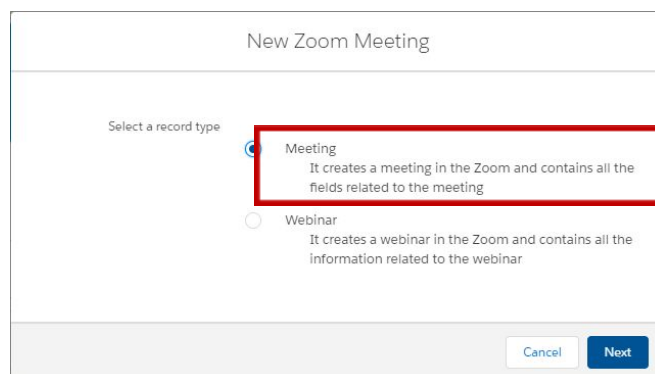 New Zoom Meeting
Select a record type
Meeting
It creates a meeting in the Zoom and contains all the
fields related to the meeting
Webinar
It creates a webinar in the Zoom and contains all the
information related to the webinar
Cancel
Next